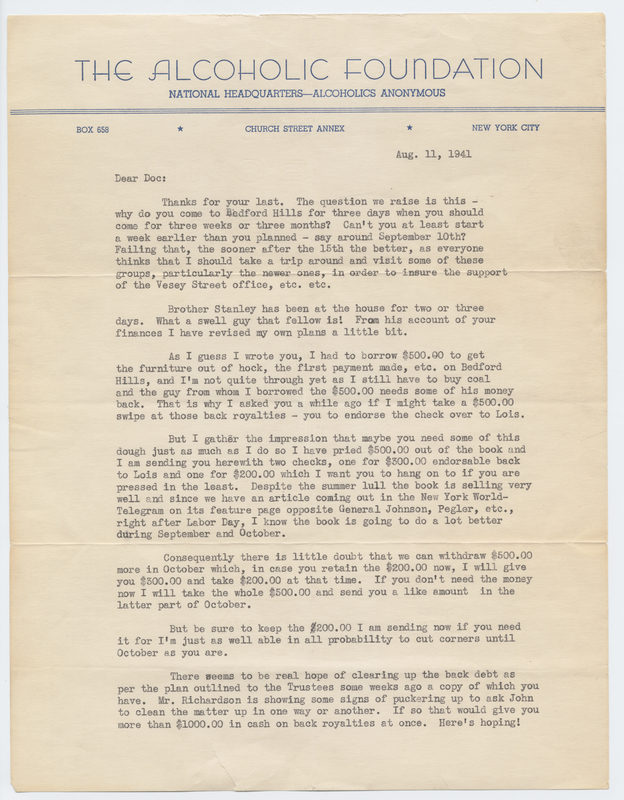 THE ALCOHOLIC FOUNDATION
NATIONAL HEADQUARTERS—ALCOHOLICS ANONYMOUS
BOX 658 ★ CHURCH STREET ANNEX ★ NEW YORK CITY
Aug. 11, 1941
Dear Doc:
Thanks for your last. The question we raise is this -
why do you come to Bedford Hills for three days when you should
come for three weeks or three months? Can't you at least start
a week earlier than you planned - say around September 10th?
Failing that, the sooner after the 15th the better, as everyone
thinks that I should take a trip around and visit some of these
groups, particularly the newer ones, in order to insure the support
of the Vesey Street office, etc. etc.
Brother Stanley has been at the house for two or three
days. What a swell guy that fellow is! From his account of your
finances I have revised my own plans a little bit.
As I guess I wrote you, I had to borrow $500.00 to get
the furniture out of hock, the first payment made, etc. on Bedford
Hills, and I'm not quite through yet as I still have to buy coal
and the guy from whom I borrowed the $500.00 needs some of his money
back. That is why I asked you a while ago if I might take a $500.00
swipe at those back royalties - you to endorse the check over to Lois.
But I gather the impression that maybe you need some of this
dough just as much as I do so I have pried $500.00 out of the book and
I am sending you herewith two checks, one for $300.00 endorsable back
to Lois and one for $200.00 which I want you to hang on to if you are
pressed in the least. Despite the summer lull the book is selling very
well and since we have an article coming out in the New York World-
Telegram on its feature page opposite General Johnson, Pegler, etc.,
right after Labor Day, I know the book is going to do a lot better
during September and October.
Consequently there is little doubt that we can withdraw $500.00
more in October which, in case you retain the $200.00 now, I will give
you $300.00 and take $200.00 at that time. If you don't need the money
now I will take the whole $500.00 and send you a like amount in the
latter part of October.
But be sure to keep the $200.00 I am sending now if you need
it for I'm just as well able in all probability to cut corners until
October as you are.
There seems to be real hope of clearing up the back debt as
per the plan outlined to the Trustees some weeks ago a copy of which you
have. Mr. Richardson is showing some signs of puckering up to ask John
to clean the matter up in one way or another. If so that would give you
more than $1000.00 in cash on back royalties at once. Here's hoping!